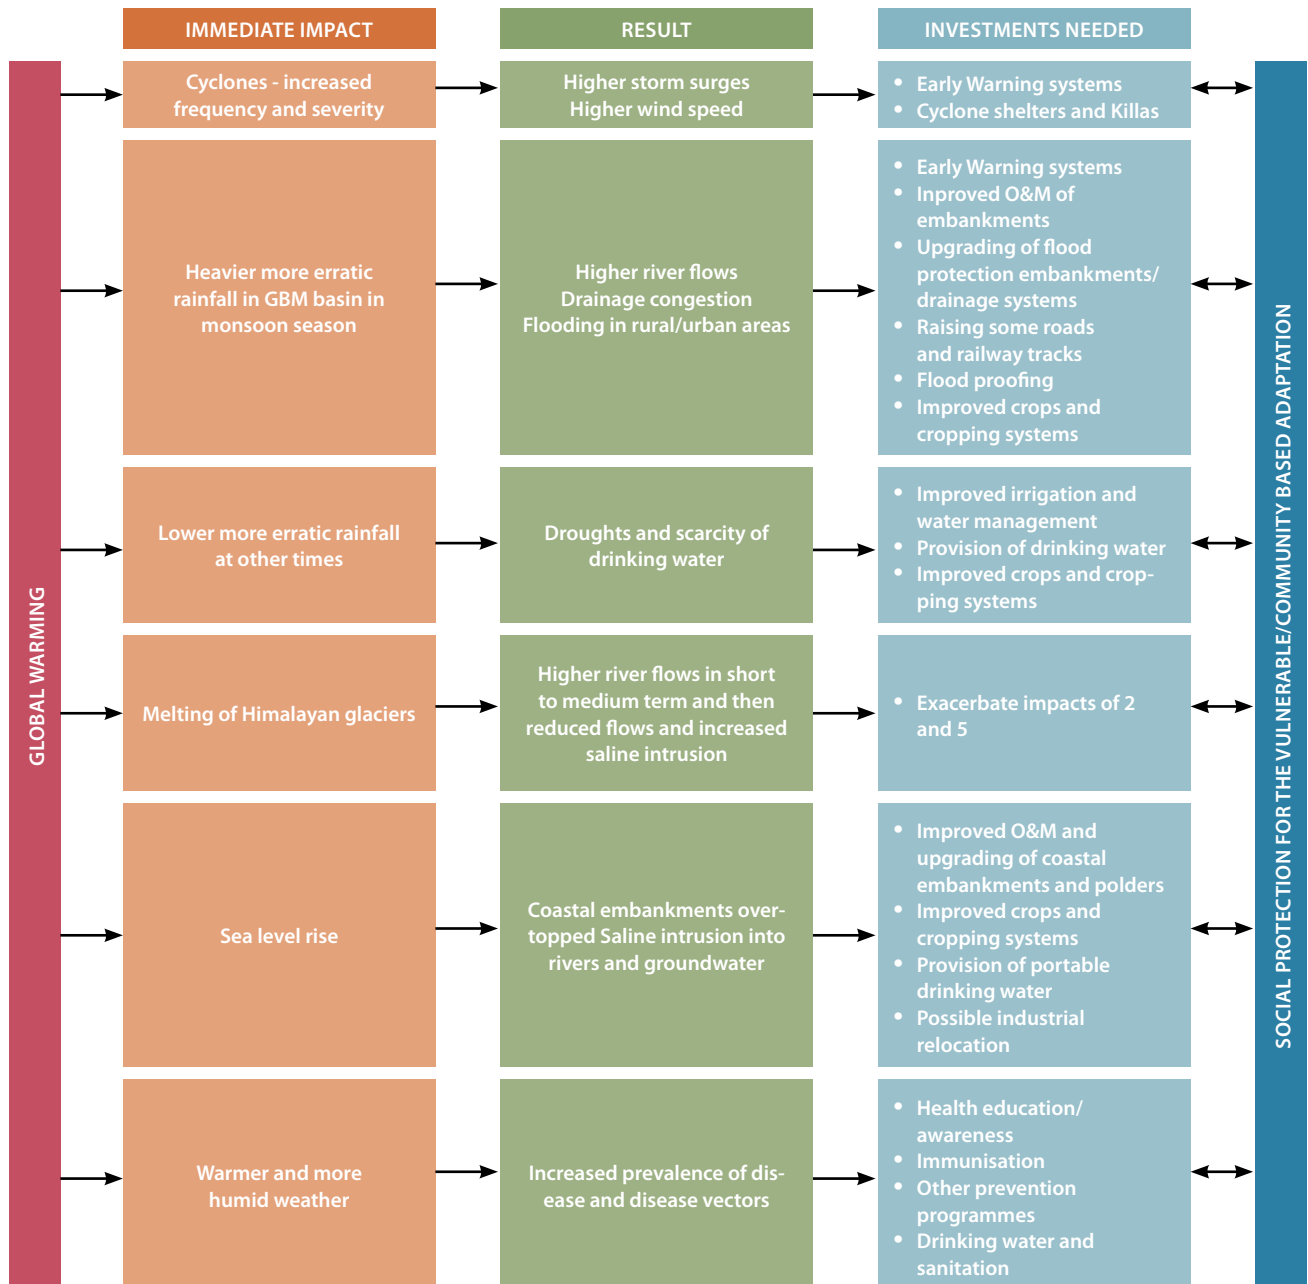 IMMEDIATE IMPACT
RESULT
INVESTMENTS NEEDED
GLOBAL WARMING
Cyclones - increased
frequency and severity
Higher storm surges
Higher wind speed
• Early Warning systems
• Cyclone shelters and Killas
Heavier more erratic
rainfall in GBM basin in
monsoon season
Higher river flows
Drainage congestion
Flooding in rural/urban areas
• Early Warning systems
• Inproved O&M of
embankments
• Upgrading of flood
protection embankments/
drainage systems
• Raising some roads
and railway tracks
• Flood proofing
• Improved crops and
cropping systems
Lower more erratic rainfall
at other times
Droughts and scarcity of
drinking water
• Improved irrigation and
water management
• Provision of drinking water
• Improved crops and crop-
ping systems
Melting of Himalayan glaciers
Higher river flows in short
to medium term and then
reduced flows and increased
saline intrusion
• Exacerbate impacts of 2
and 5
Sea level rise
Coastal embankments over-
topped Saline intrusion into
rivers and groundwater
• Improved O&M and
upgrading of coastal
embankments and polders
• Improved crops and
cropping systems
• Provision of portable
drinking water
• Possible industrial
relocation
Warmer and more
humid weather
Increased prevalence of dis-
ease and disease vectors
• Health education/
awareness
• Immunisation
• Other prevention
programmes
• Drinking water and
sanitation
SOCIAL PROTECTION FOR THE VULNERABLE/COMMUNITY BASED ADAPTATION